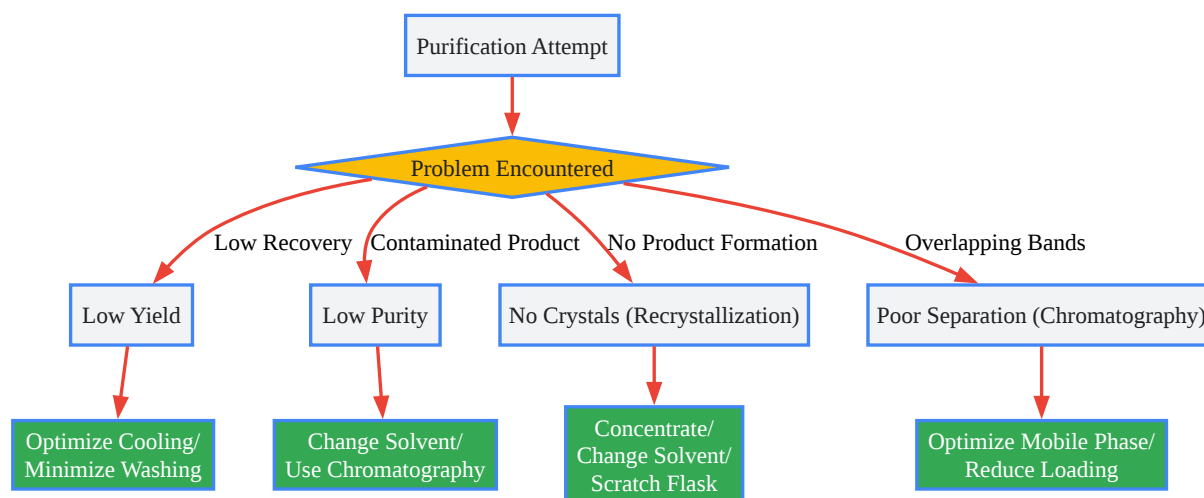 Purification Attempt
Problem Encountered
Low Recovery
Contaminated Product
No Product Formation
Overlapping Bands
Low Yield
Low Purity
No Crystals (Recrystallization)
Poor Separation (Chromatography)
Optimize Cooling/
Minimize Washing
Change Solvent/
Use Chromatography
Concentrate/
Change Solvent/
Scratch Flask
Optimize Mobile Phase/
Reduce Loading